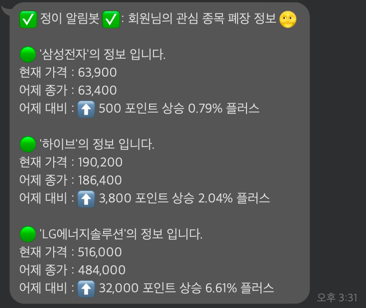 ✅ 정이 알림봇 ✅: 회원님의 관심 종목 폐장 정보
'삼성전자'의 정보 입니다.
현재 가격 : 63,900
어제 종가 : 63,400
어제 대비 : ⬆️ 500 포인트 상승 0.79% 플러스
'하이브'의 정보 입니다.
현재 가격 : 190,200
어제 종가 : 186,400
어제 대비 : ⬆️ 3,800 포인트 상승 2.04% 플러스
'LG에너지솔루션'의 정보 입니다.
현재 가격 : 516,000
어제 종가 : 484,000
어제 대비 : ⬆️ 32,000 포인트 상승 6.61% 플러스
오후 3:31